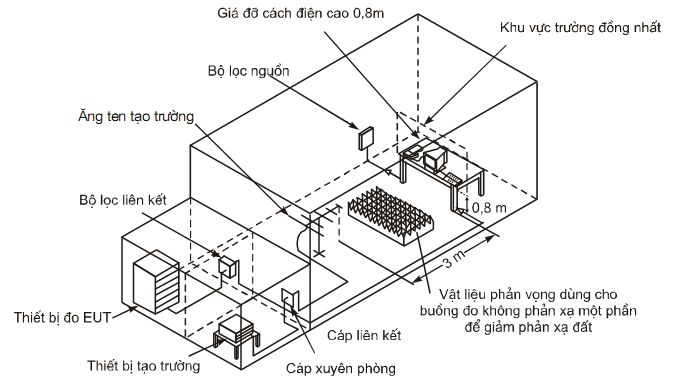 Giá đỡ cách điện cao 0,8m
Khu vực trường đồng nhất
Bộ lọc nguồn
Ăng ten tạo trường
Bộ lọc liên kết
0,8 m
3 m
Vật liệu phản vọng dùng cho
buồng đo không phản xạ một phần
để giảm phản xạ đất
Thiết bị đo EUT
Cáp liên kết
Thiết bị tạo trường
Cáp xuyên phòng